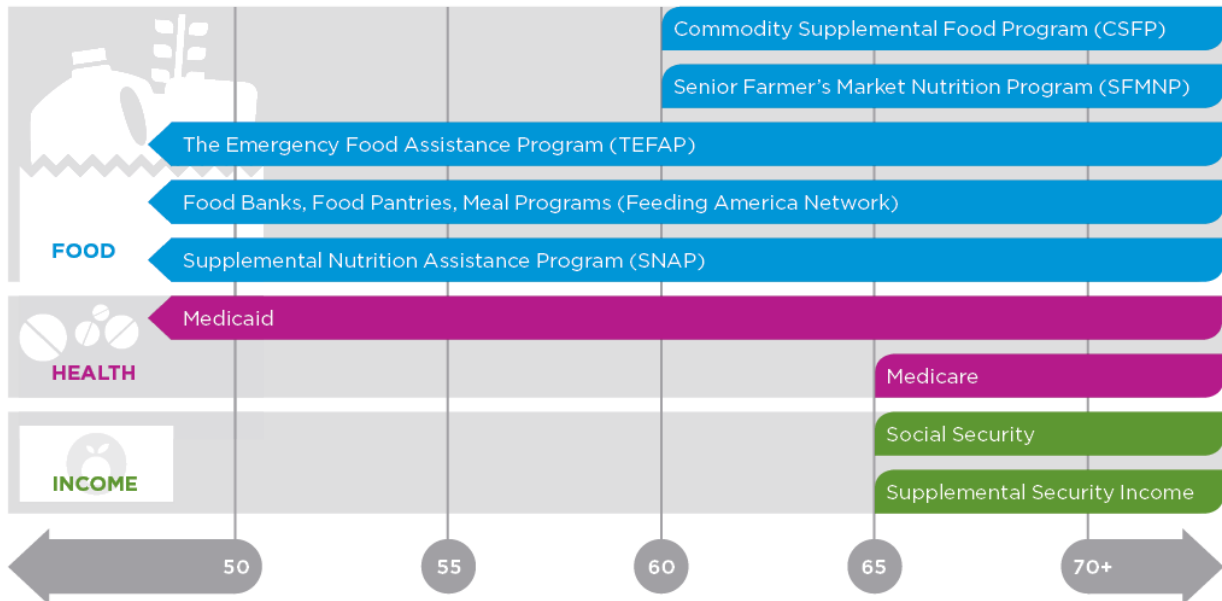 Commodity Supplemental Food Program (CSFP)
Senior Farmer's Market Nutrition Program (SFMNP)
The Emergency Food Assistance Program (TEFAP)
Food Banks, Food Pantries, Meal Programs (Feeding America Network)
FOOD
Supplemental Nutrition Assistance Program (SNAP)
Medicaid
HEALTH
Medicare
Social Security
INCOME
Supplemental Security Income
50 55 60 65 70+